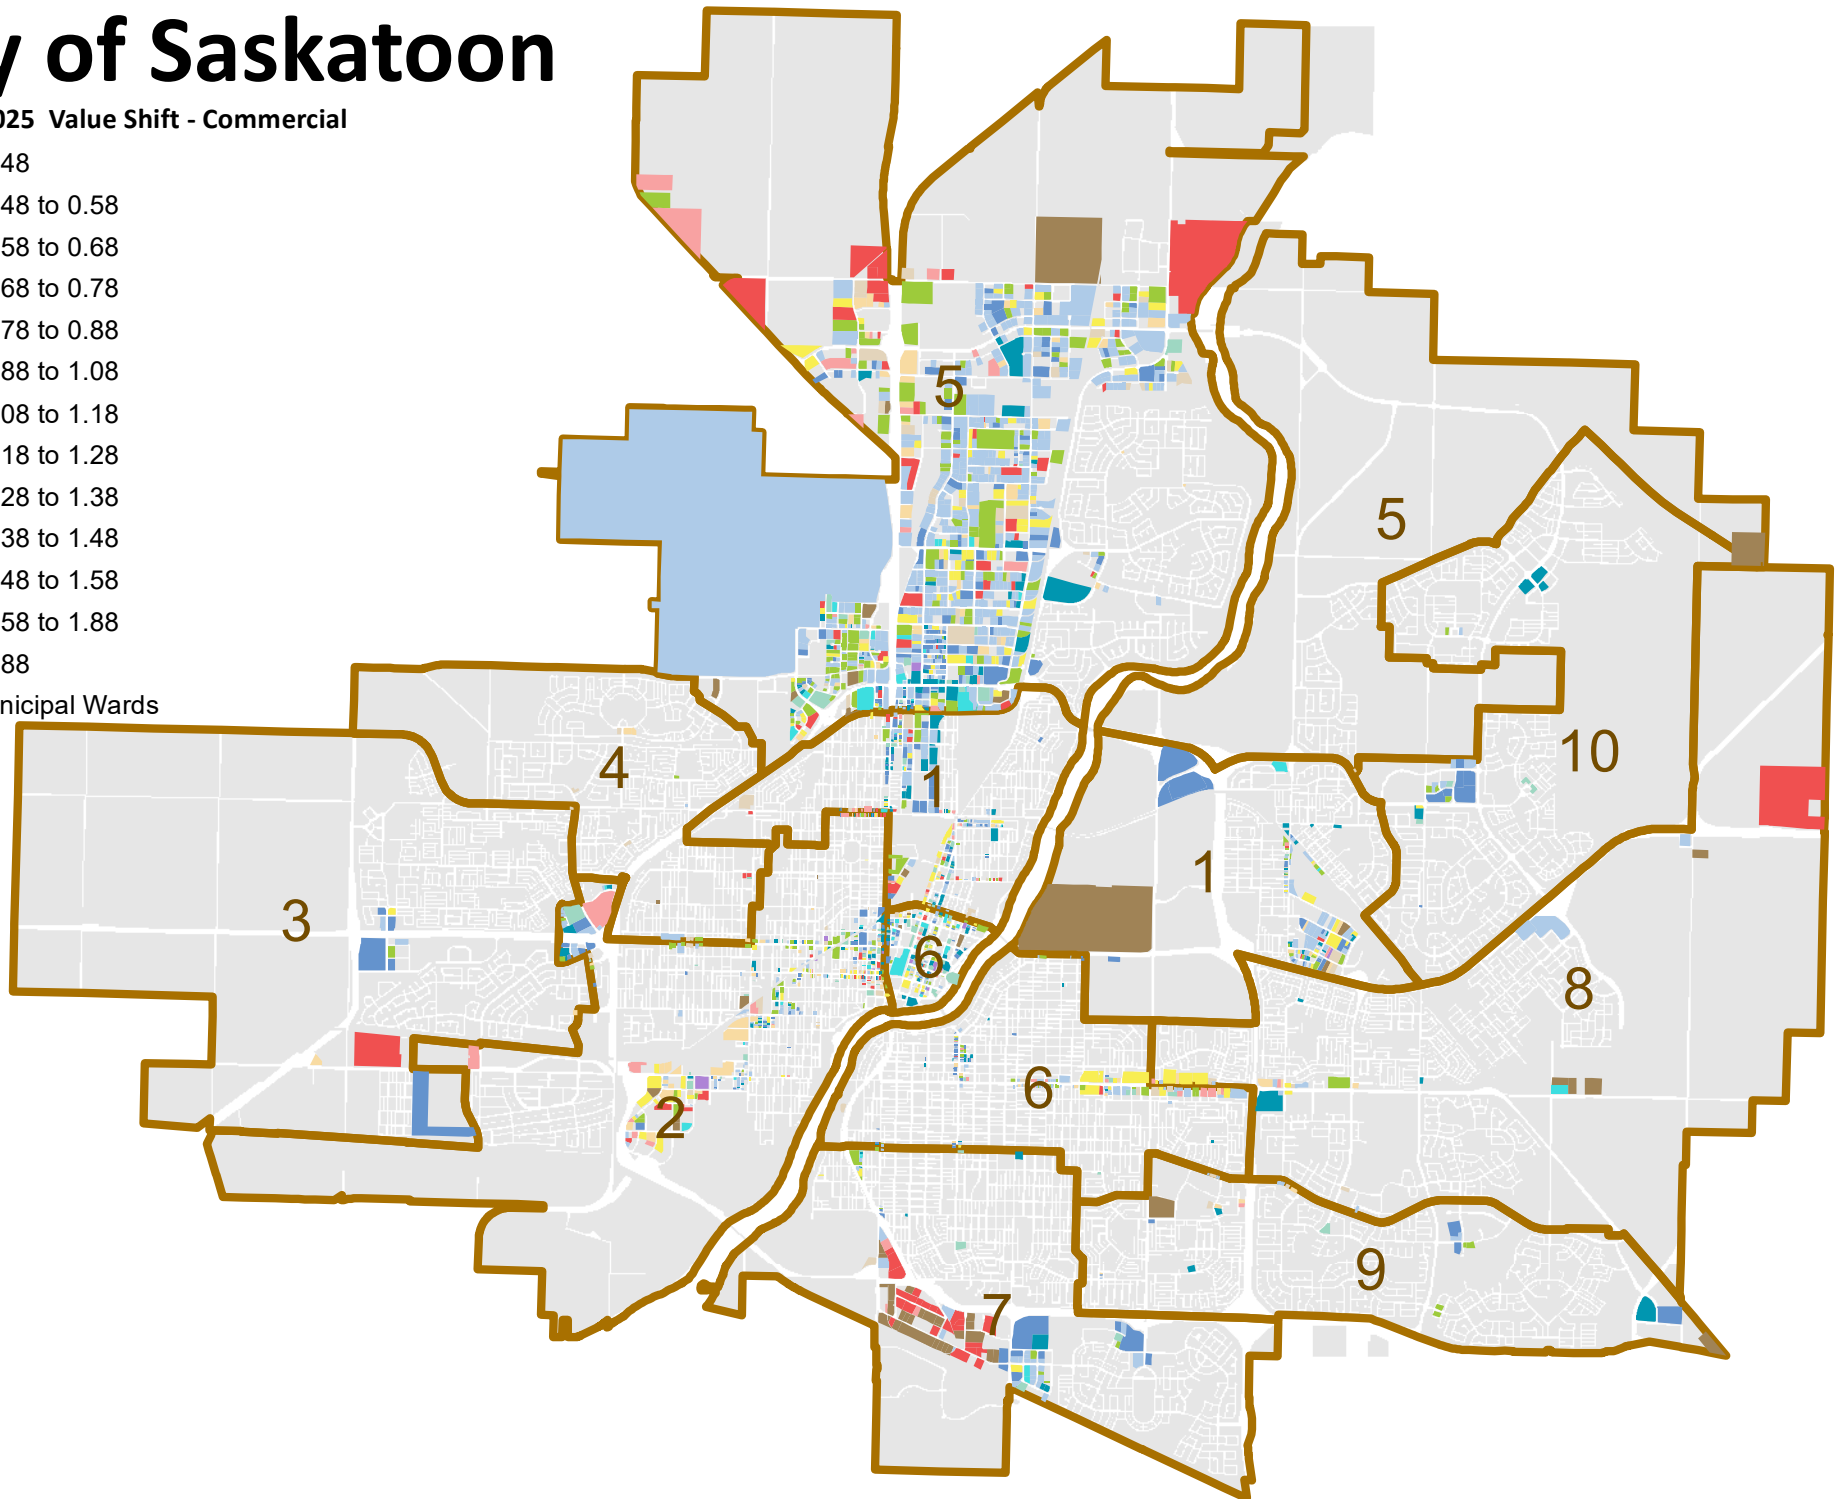 y of Saskatoon
025 Value Shift - Commercial
48
48 to 0.58
58 to 0.68
68 to 0.78
78 to 0.88
88 to 1.08
08 to 1.18
18 to 1.28
28 to 1.38
38 to 1.48
48 to 1.58
58 to 1.88
88
nicipal Wards
5
5
10
4
1
1
3
6
8
6
2
9
7